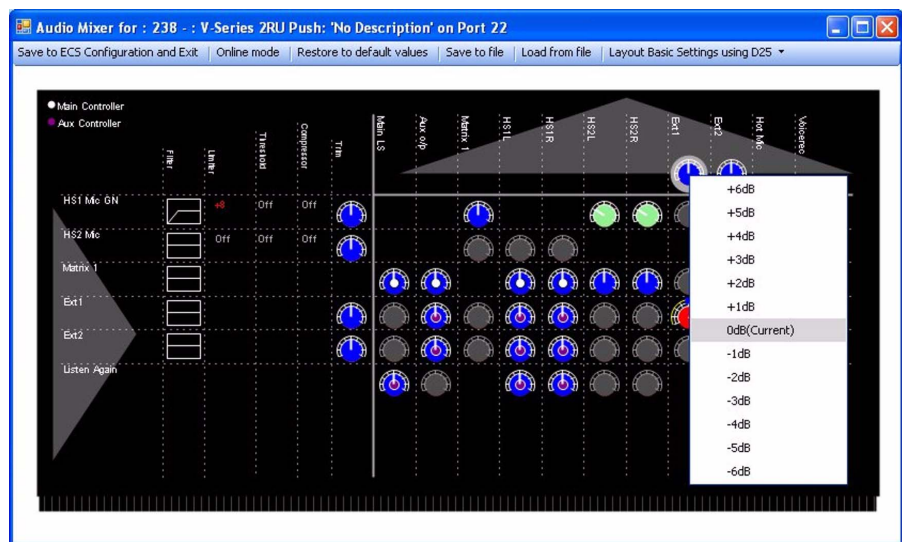 Audio Mixer for : 238 - : V-Series 2RU Push: 'No Description' on Port 22
Save to ECS Configuration and Exit | Online mode | Restore to default values | Save to file | Load from file | Layout Basic Settings using D25
Main Controller
Aux Controller
Filter
Limiter
Threshold
Compressor
Trim
Main LS
Aux o/p
Matrix 1
HS1L
HS1R
HS2L
HS2R
Ext1
Ext2
Hot Mic
Voicerec
HS1 Mic GN +8 Off Off
HS2 Mic Off Off Off
Matrix 1
Ext1
Ext2
Listen Again
+6dB
+5dB
+4dB
+3dB
+2dB
+1dB
0dB(Current)
-1dB
-2dB
-3dB
-4dB
-5dB
-6dB